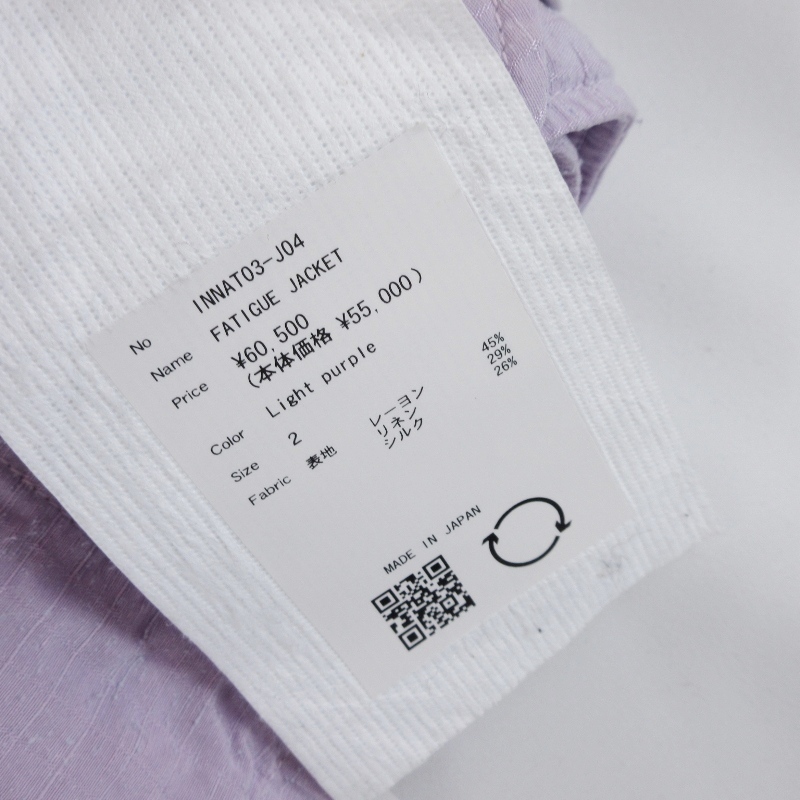 No INNAT03-J04
Name FATIGUE JACKET
Price ¥60,500
(本体価格 ¥55,000)
Color Light purple
Size 2
Fabric 表地 レーヨン 45%
リネン 29%
シルク 26%
MADE IN JAPAN